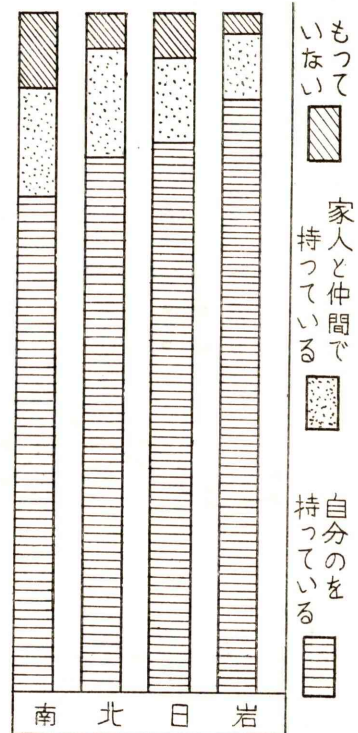 もって
いない
家人と仲間で
持っている
自分のを
持っている
南 北 日 岩